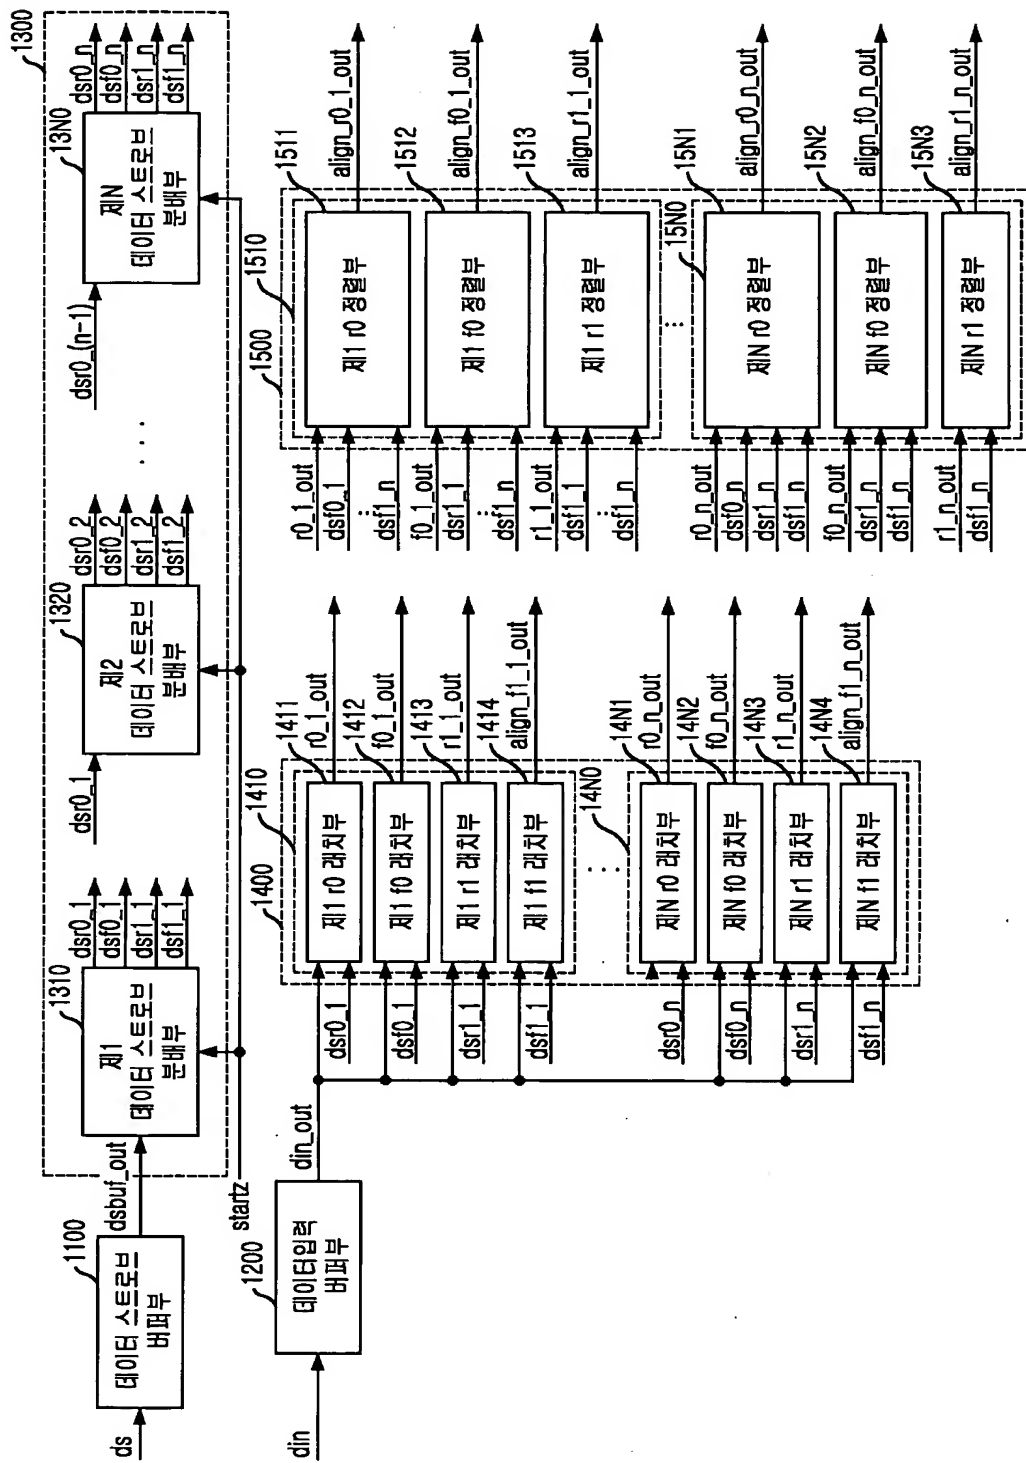 1300
1100
ds
데이터 스트로브
버퍼부
dsbuf_out
1310
제1
데이터 스트로브
분배부
dsr0_1
dsf0_1
dsr1_1
dsf1_1
dsr0_1
1320
제2
데이터 스트로브
분배부
dsr0_2
dsf0_2
dsr1_2
dsf1_2
...
dsr0_(n-1)
13N0
제N
데이터 스트로브
분배부
dsr0_n
dsf0_n
dsr1_n
dsf1_n
startz
1200
din
데이터입력
버퍼부
din_out
1400
1410
dsr0_1
제1 r0 래치부
1411
r0_1_out
dsf0_1
제1 f0 래치부
1412
f0_1_out
dsr1_1
제1 r1 래치부
1413
r1_1_out
dsf1_1
제1 f1 래치부
1414
align_f1_1_out
...
14N0
dsr0_n
제N r0 래치부
14N1
r0_n_out
dsf0_n
제N f0 래치부
14N2
f0_n_out
dsr1_n
제N r1 래치부
14N3
r1_n_out
dsf1_n
제N f1 래치부
14N4
align_f1_n_out
1500
1510
r0_1_out
dsf0_1
...
dsf1_n
제1 r0 정렬부
1511
align_r0_1_out
f0_1_out
dsr1_1
...
dsf1_n
제1 f0 정렬부
1512
align_f0_1_out
r1_1_out
dsf1_1
...
dsf1_n
제1 r1 정렬부
1513
align_r1_1_out
...
15N0
r0_n_out
dsf0_n
dsr1_n
dsf1_n
제N r0 정렬부
15N1
align_r0_n_out
f0_n_out
dsr1_n
dsf1_n
제N f0 정렬부
15N2
align_f0_n_out
r1_n_out
dsf1_n
제N r1 정렬부
15N3
align_r1_n_out